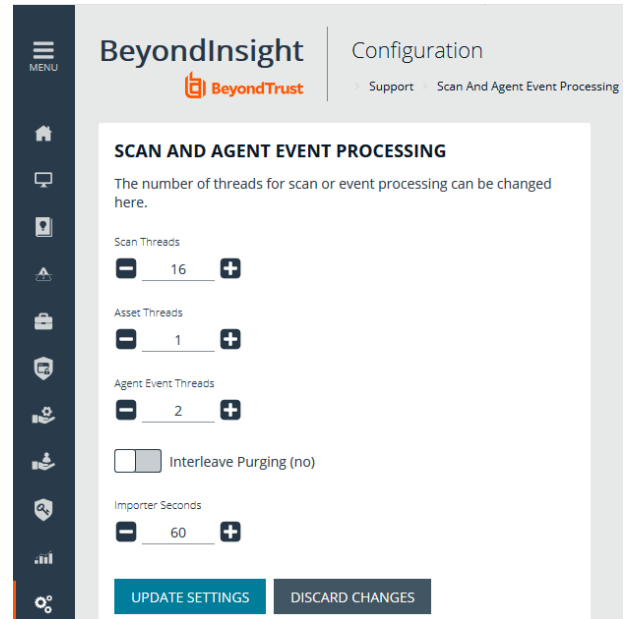 MENU
BeyondInsight
BeyondTrust
Configuration
Support
Scan And Agent Event Processing
SCAN AND AGENT EVENT PROCESSING
The number of threads for scan or event processing can be changed
here.
Scan Threads
16
Asset Threads
1
Agent Event Threads
2
Interleave Purging (no)
Importer Seconds
60
UPDATE SETTINGS
DISCARD CHANGES